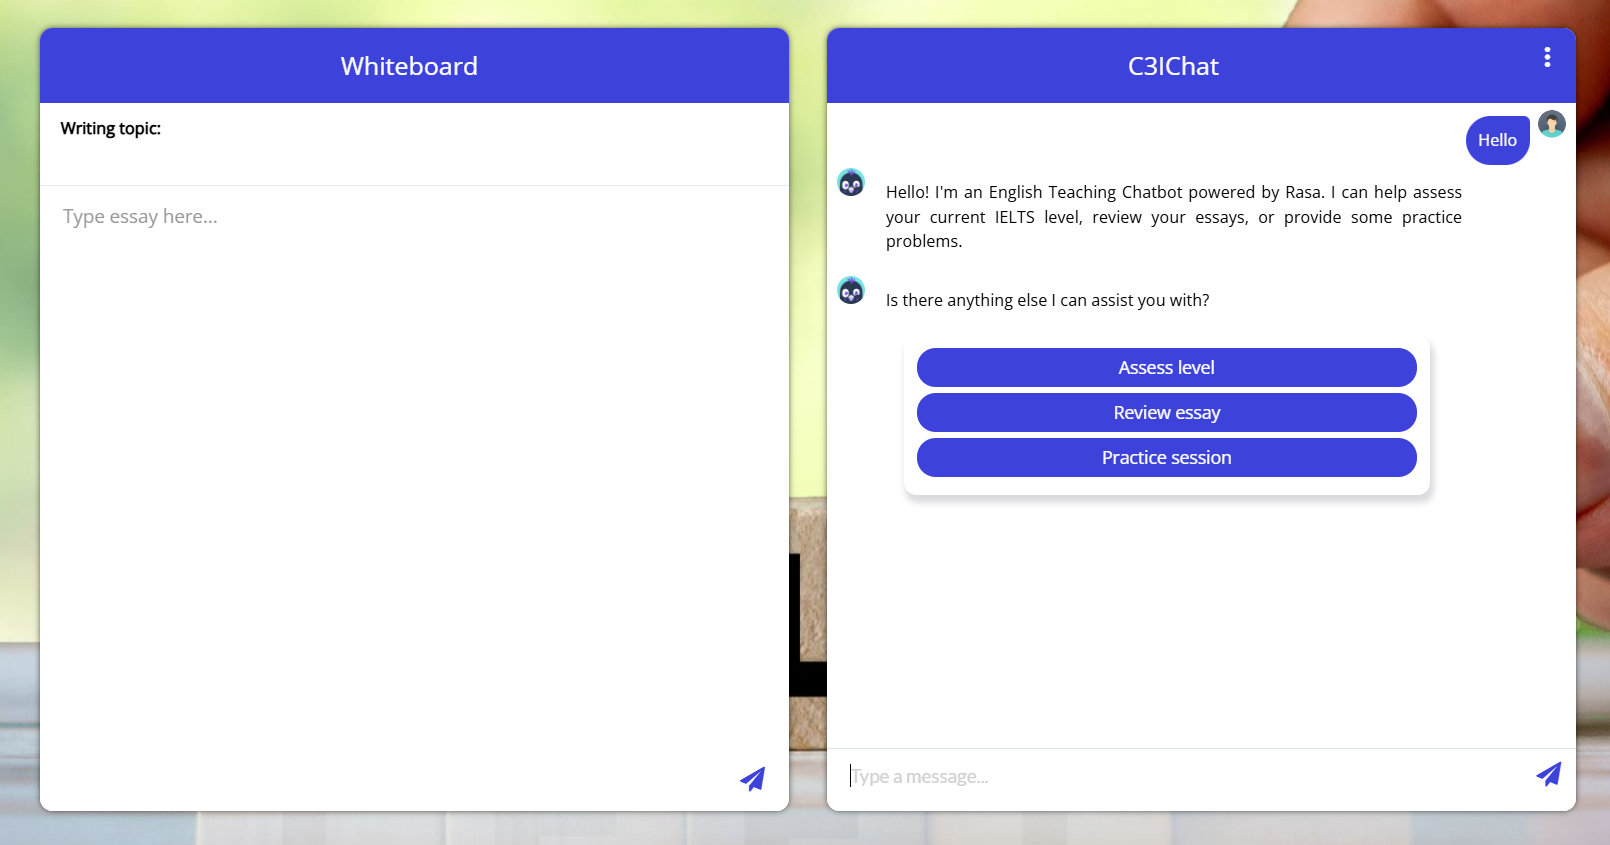 Whiteboard
Writing topic:
Type essay here...
C3IChat
Hello
Hello! I'm an English Teaching Chatbot powered by Rasa. I can help assess
your current IELTS level, review your essays, or provide some practice
problems.
Is there anything else I can assist you with?
Assess level
Review essay
Practice session
Type a message...